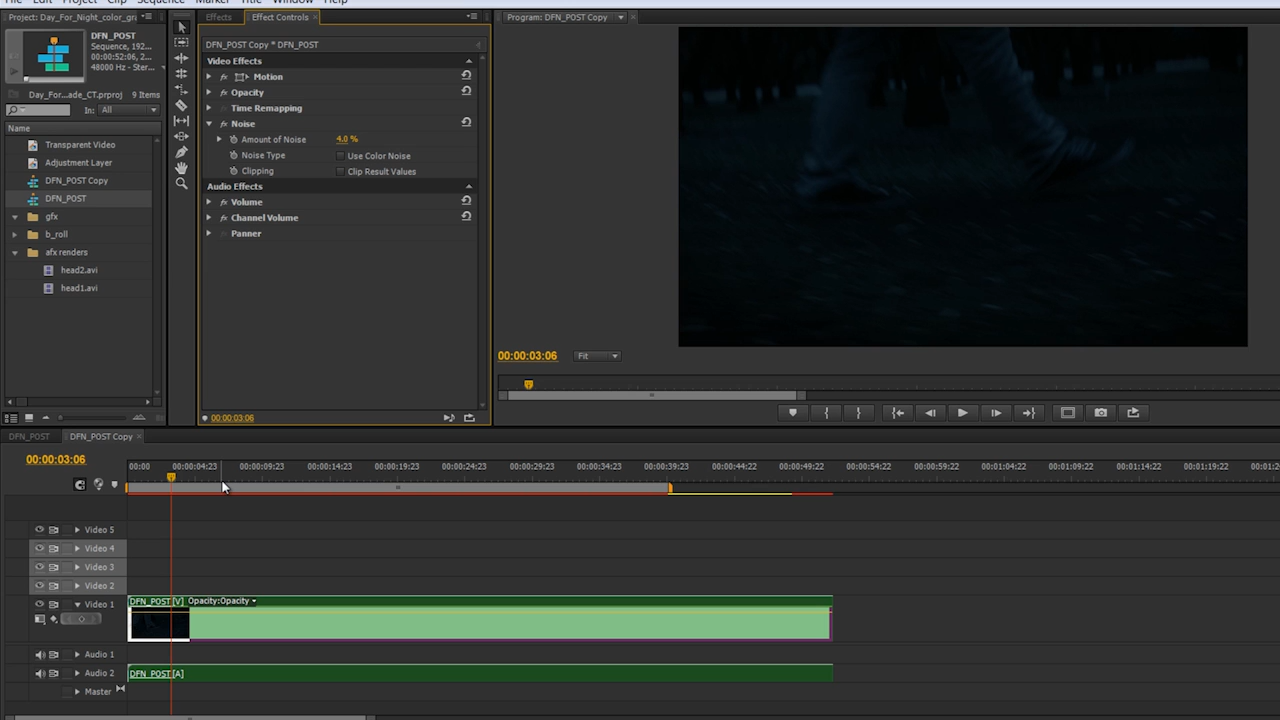 File Edit Project Clip Sequence Marker Title Window Help
Project: Day_For_Night_color_gra
Effects
Effect Controls
Program: DFN_POST Copy
DFN_POST
Sequence, 192...
00:00:52:06, 2...
48000 Hz - Ster...
DFN_POST Copy * DFN_POST
Video Effects
Motion
Opacity
Time Remapping
Noise
Amount of Noise 4.0 %
Noise Type Use Color Noise
Clipping Clip Result Values
Audio Effects
Volume
Channel Volume
Panner
Day_For...ade_CT.prproj 9 Items
In: All
Name
Transparent Video
Adjustment Layer
DFN_POST Copy
DFN_POST
gfx
b_roll
afx renders
head2.avi
head1.avi
00:00:03:06
00:00:03:06 Fit
DFN_POST
DFN_POST Copy
00:00:03:06
00:00 00:00:04:23 00:00:09:23 00:00:14:23 00:00:19:23 00:00:24:23 00:00:29:23 00:00:34:23 00:00:39:23 00:00:44:22 00:00:49:22 00:00:54:22 00:00:59:22 00:01:04:22 00:01:09:22 00:01:14:22 00:01:19:22 00:01:2
Video 5
Video 4
Video 3
Video 2
Video 1
DFN_POST [V] Opacity:Opacity
Audio 1
Audio 2
DFN_POST [A]
Master